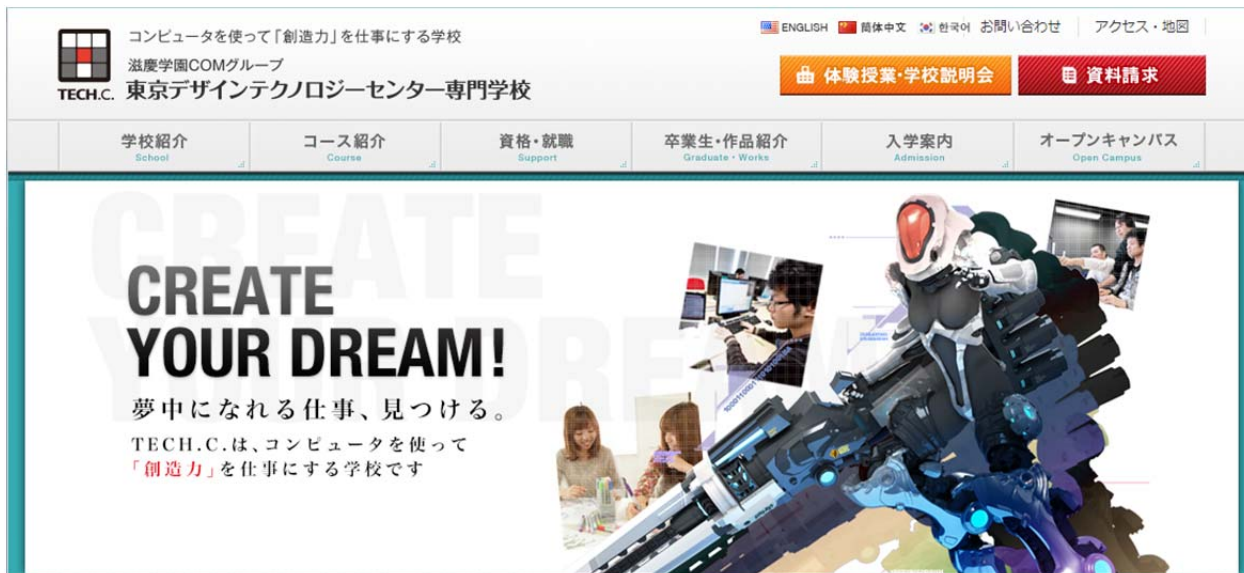 コンピュータを使って「創造力」を仕事にする学校
滋慶学園COMグループ
東京デザインテクノロジーセンター専門学校
TECH.C.
ENGLISH 簡体中文 한국어 お問い合わせ アクセス・地図
体験授業・学校説明会 資料請求
学校紹介 コース紹介 資格・就職 卒業生・作品紹介 入学案内 オープンキャンパス
School Course Support Graduate・Works Admission Open Campus
CREATE
YOUR DREAM
CREATE
YOUR DREAM!
夢中になれる仕事、見つける。
TECH.C.は、コンピュータを使って
「創造力」を仕事にする学校です